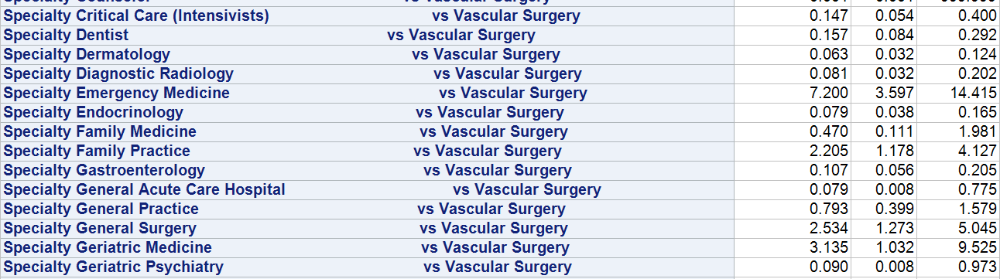 Specialty Critical Care (Intensivists) vs Vascular Surgery 0.147 0.054 0.400
Specialty Dentist vs Vascular Surgery 0.157 0.084 0.292
Specialty Dermatology vs Vascular Surgery 0.063 0.032 0.124
Specialty Diagnostic Radiology vs Vascular Surgery 0.081 0.032 0.202
Specialty Emergency Medicine vs Vascular Surgery 7.200 3.597 14.415
Specialty Endocrinology vs Vascular Surgery 0.079 0.038 0.165
Specialty Family Medicine vs Vascular Surgery 0.470 0.111 1.981
Specialty Family Practice vs Vascular Surgery 2.205 1.178 4.127
Specialty Gastroenterology vs Vascular Surgery 0.107 0.056 0.205
Specialty General Acute Care Hospital vs Vascular Surgery 0.079 0.008 0.775
Specialty General Practice vs Vascular Surgery 0.793 0.399 1.579
Specialty General Surgery vs Vascular Surgery 2.534 1.273 5.045
Specialty Geriatric Medicine vs Vascular Surgery 3.135 1.032 9.525
Specialty Geriatric Psychiatry vs Vascular Surgery 0.090 0.008 0.973